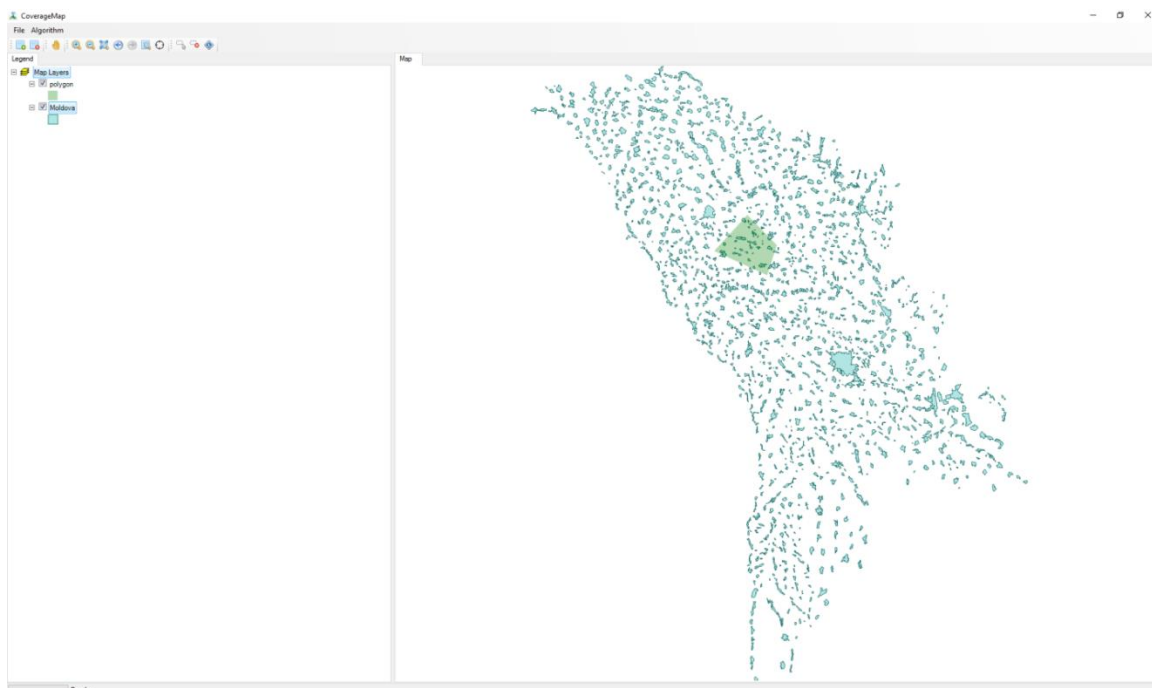 CoverageMap
File Algorithm
Legend
Map
Map Layers
polygon
Moldova